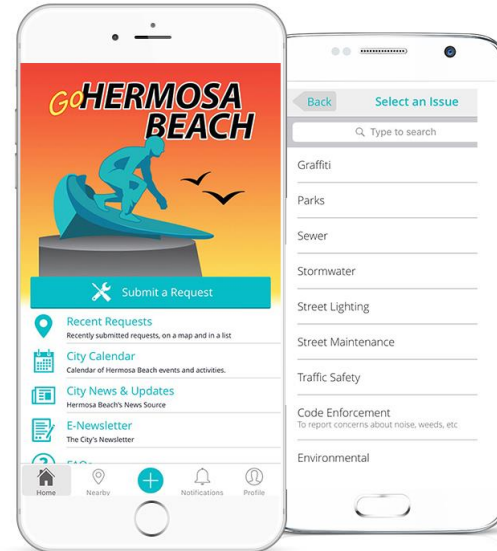 GoHERMOSA
BEACH
Submit a Request
Recent Requests
Recently submitted requests, on a map and in a list
City Calendar
Calendar of Hermosa Beach events and activities.
City News & Updates
Hermosa Beach's News Source
E-Newsletter
The City's Newsletter
FAQs
Home
Nearby
Notifications
Profile
Back
Select an Issue
Type to search
Graffiti
Parks
Sewer
Stormwater
Street Lighting
Street Maintenance
Traffic Safety
Code Enforcement
To report concerns about noise, weeds, etc
Environmental